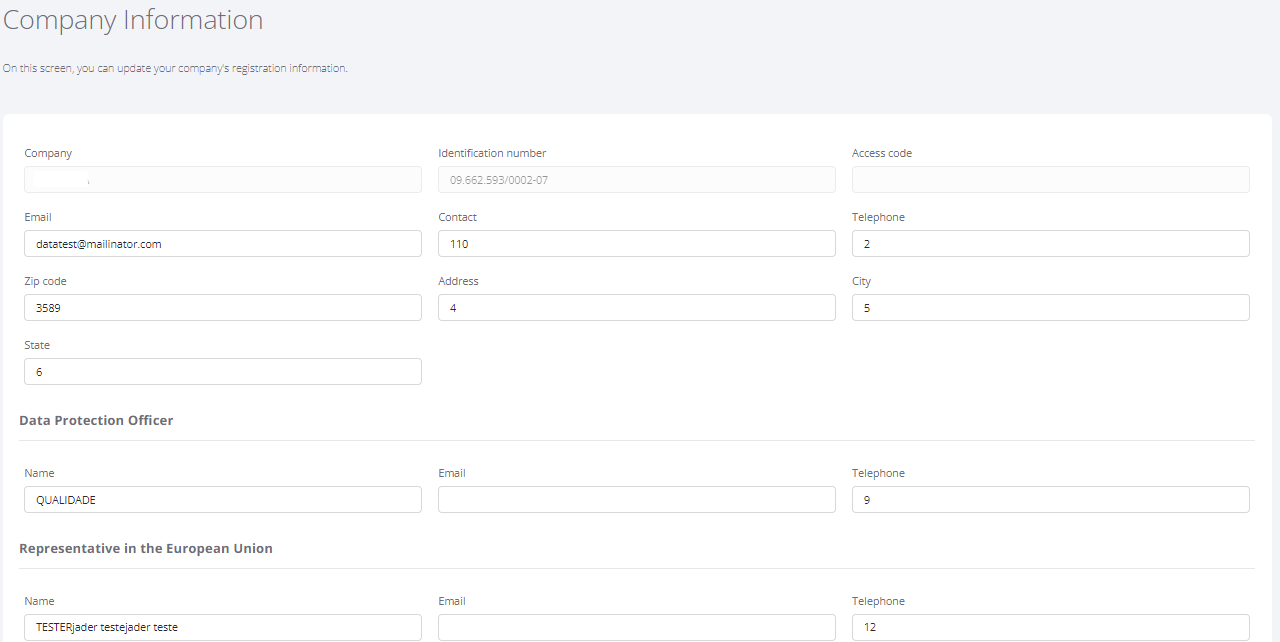 Company Information
On this screen, you can update your company's registration information.
Company Identification number Access code
09.662.593/0002-07
Email Contact Telephone
datatest@mailinator.com 110 2
Zip code Address City
3589 4 5
State
6
Data Protection Officer
Name Email Telephone
QUALIDADE 9
Representative in the European Union
Name Email Telephone
TESTERjader testejader teste 12